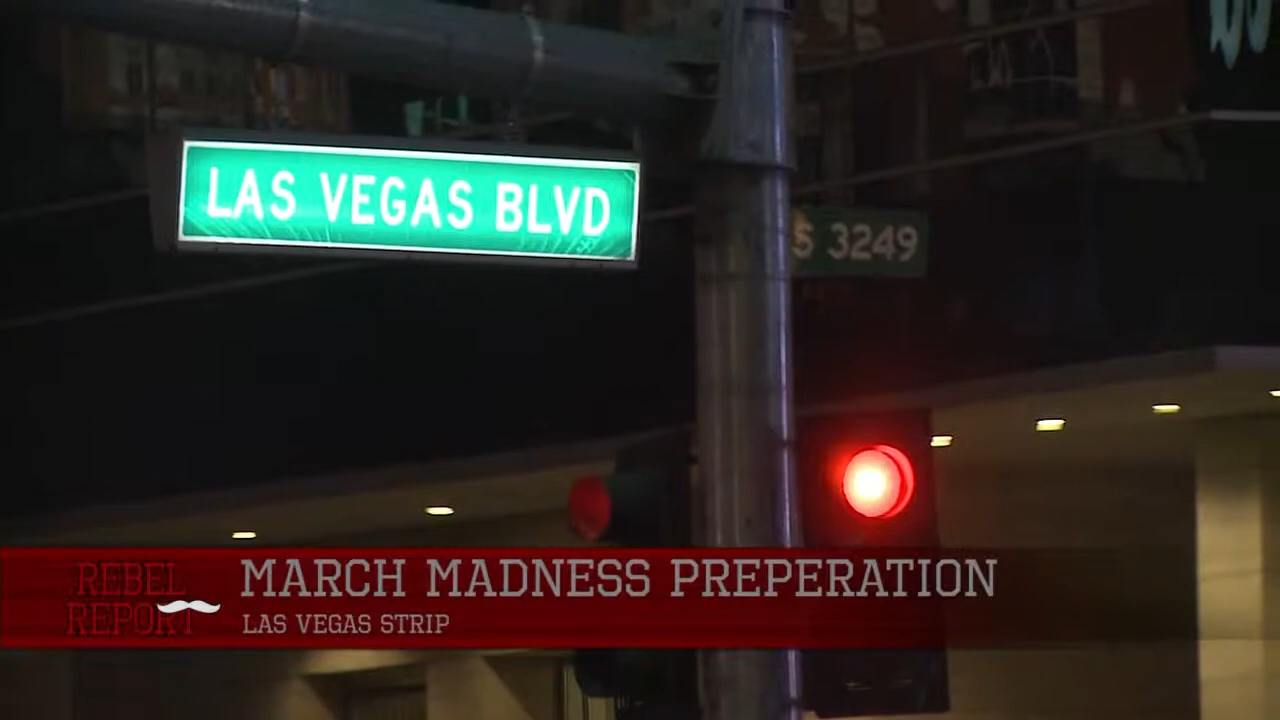 LAS VEGAS BLVD
S 3249
REBEL
REPORT
MARCH MADNESS PREPERATION
LAS VEGAS STRIP